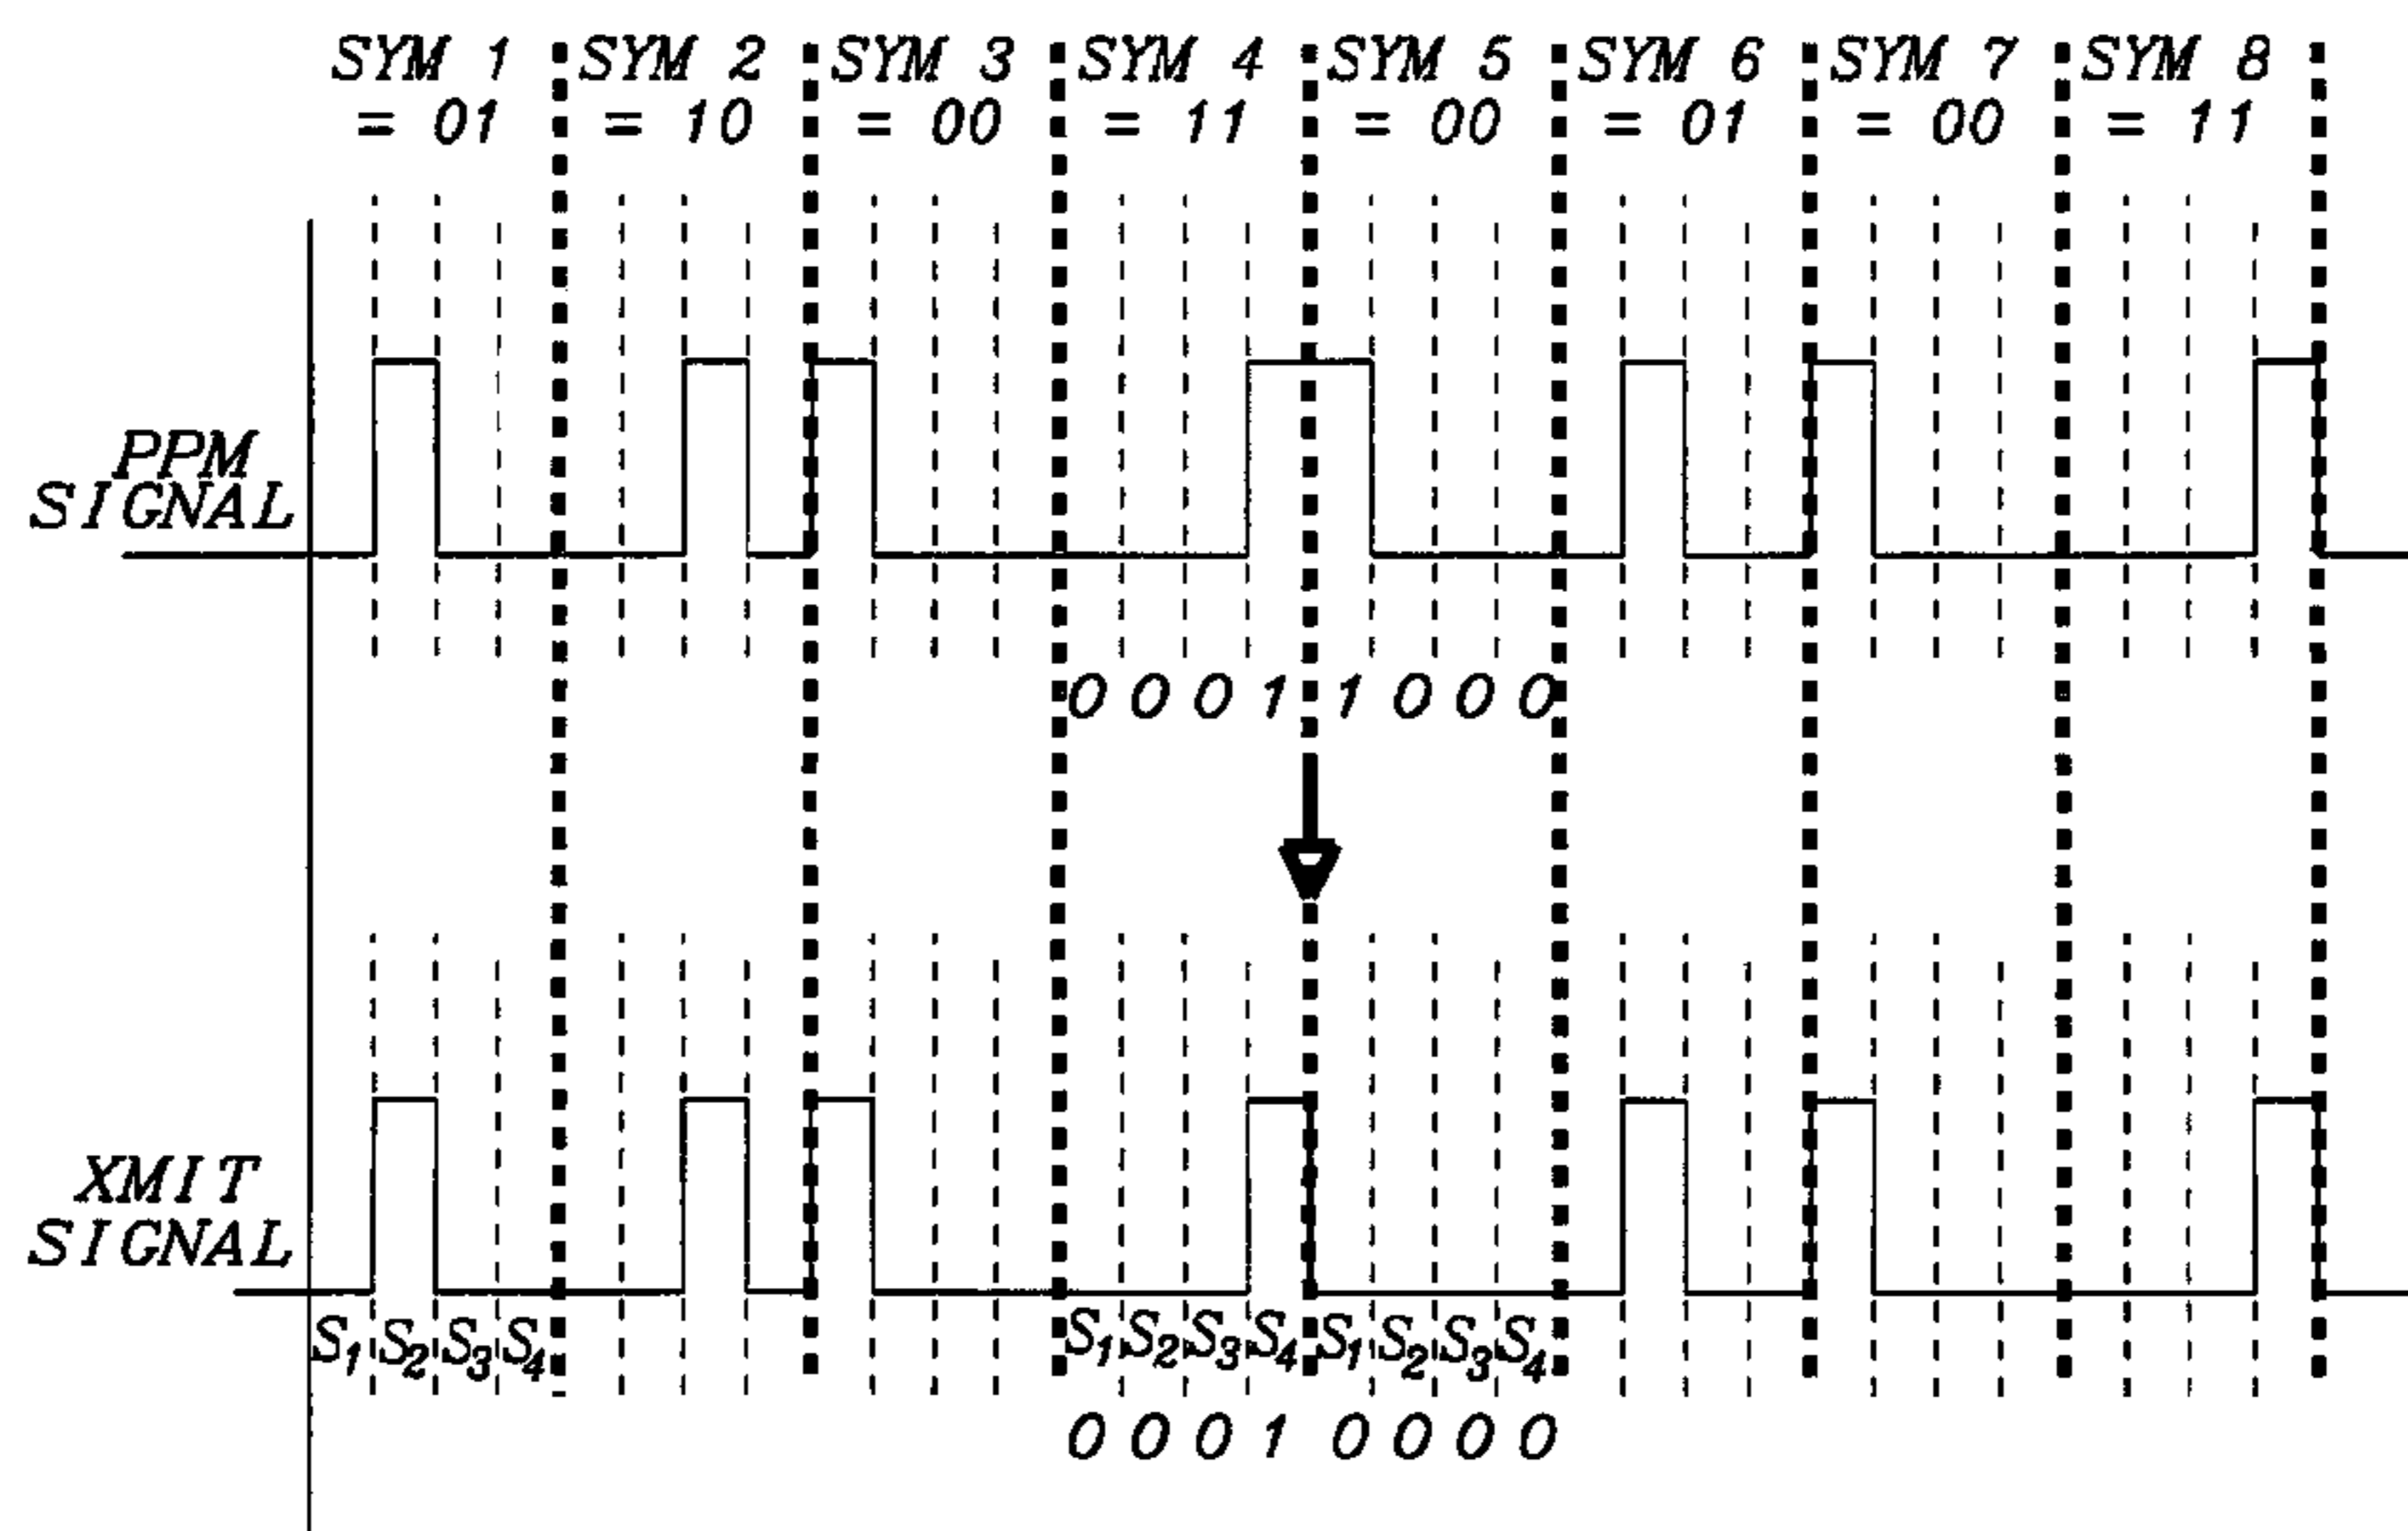 SYM 1 SYM 2 SYM 3 SYM 4 SYM 5 SYM 6 SYM 7 SYM 8
= 01 = 10 = 00 = 11 = 00 = 01 = 00 = 11
PPM
SIGNAL
0 0 0 1 1 0 0 0
XMIT
SIGNAL
S1 S2 S3 S4 S1 S2 S3 S4 S1 S2 S3 S4
0 0 0 1 0 0 0 0